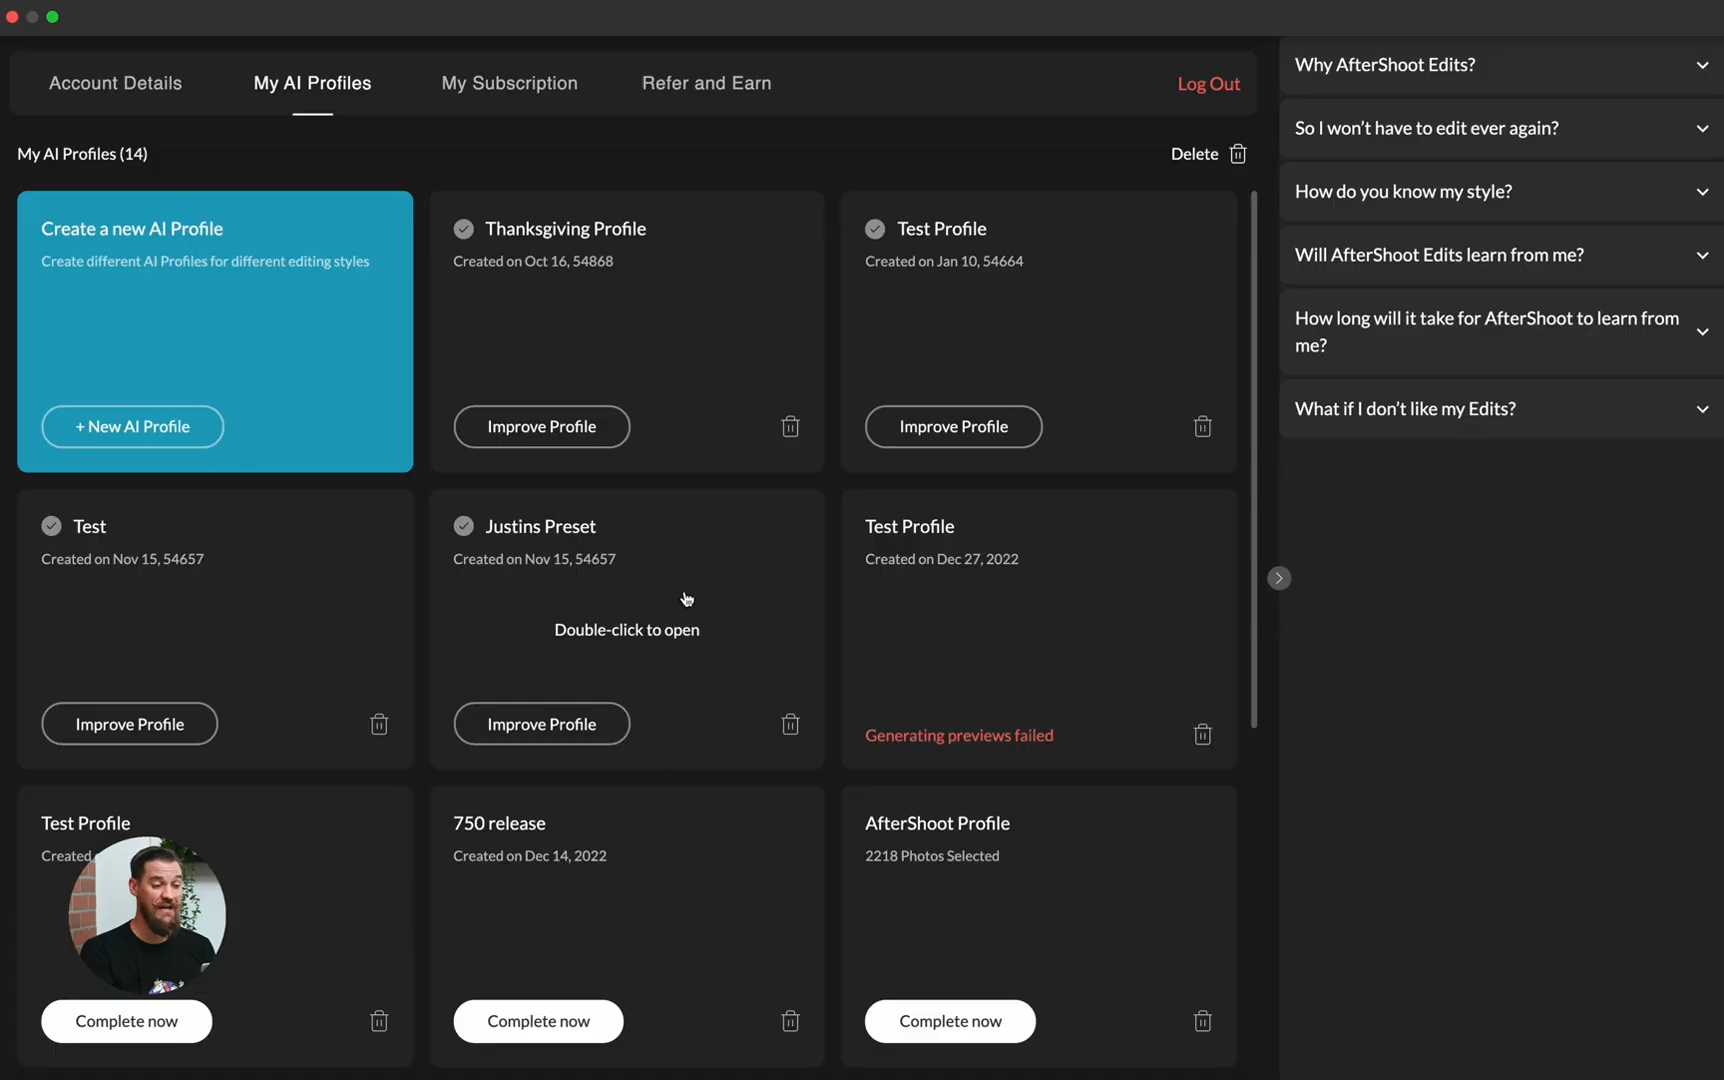 Account Details
My AI Profiles
My Subscription
Refer and Earn
Log Out
My AI Profiles (14)
Delete
Create a new AI Profile
Create different AI Profiles for different editing styles
+ New AI Profile
Thanksgiving Profile
Created on Oct 16, 54868
Improve Profile
Test Profile
Created on Jan 10, 54664
Improve Profile
Test
Created on Nov 15, 54657
Improve Profile
Justins Preset
Created on Nov 15, 54657
Double-click to open
Improve Profile
Test Profile
Created on Dec 27, 2022
Generating previews failed
Test Profile
Created
Complete now
750 release
Created on Dec 14, 2022
Complete now
AfterShoot Profile
2218 Photos Selected
Complete now
Why AfterShoot Edits?
So I won’t have to edit ever again?
How do you know my style?
Will AfterShoot Edits learn from me?
How long will it take for AfterShoot to learn from
me?
What if I don’t like my Edits?